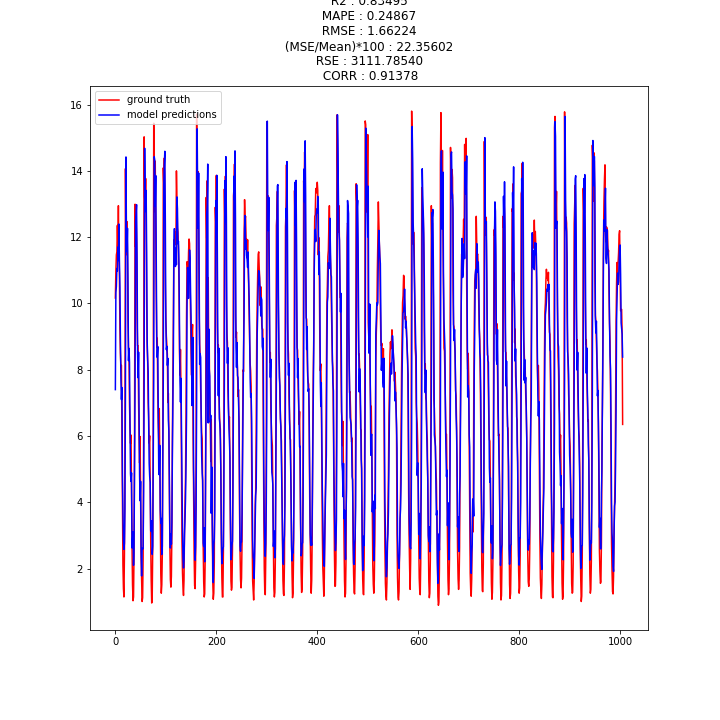 R2 : 0.83495
MAPE : 0.24867
RMSE : 1.66224
(MSE/Mean)*100 : 22.35602
RSE : 3111.78540
CORR : 0.91378
ground truth
model predictions
16
14
12
10
8
6
4
2
0 200 400 600 800 1000